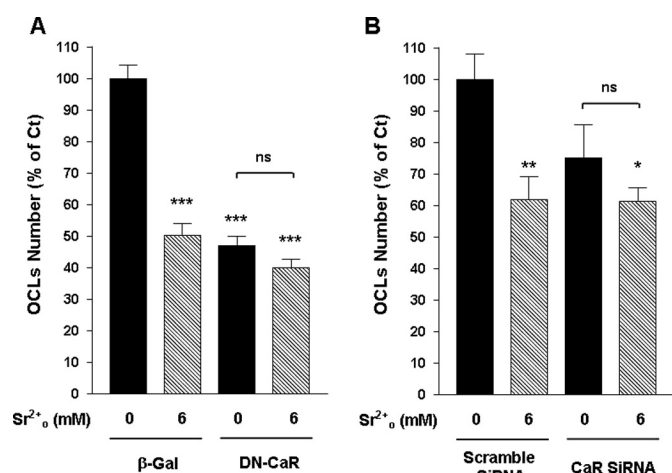 A
B
OCLs Number (% of Ct)
110
100
90
80
70
60
50
40
30
20
10
0
***
***
ns
***
OCLs Number (% of Ct)
110
100
90
80
70
60
50
40
30
20
10
0
**
ns
*
Sr²⁺ₒ (mM) 0 6 0 6
β-Gal DN-CaR
0 6 0 6
Scramble
SiRNA CaR SiRNA